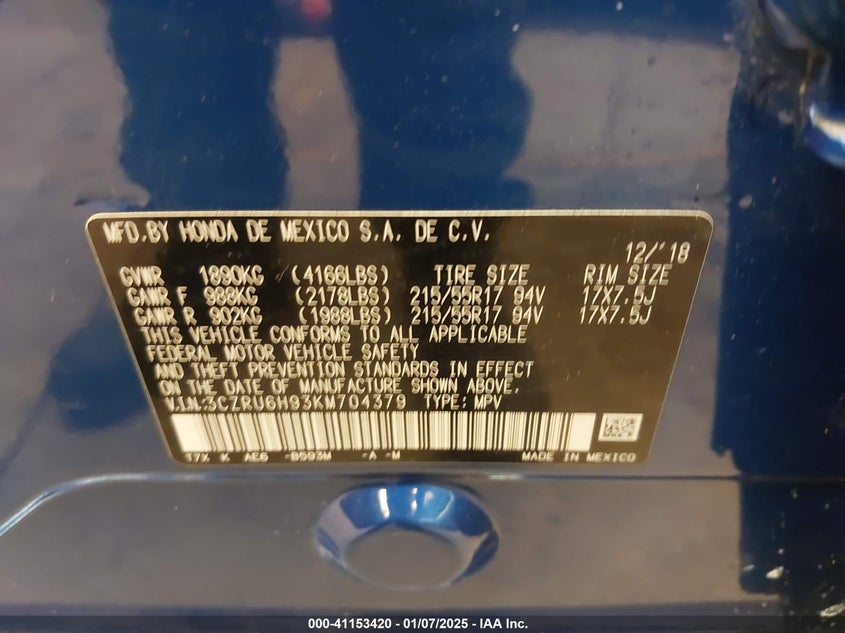 MFD.BY HONDA DE MEXICO S.A. DE C.V.
12/'18
GVWR 1890KG (4166LBS) TIRE SIZE RIM SIZE
GAWR F 988KG (2178LBS) 215/55R17 94V 17X7.5J
GAWR R 902KG (1988LBS) 215/55R17 94V 17X7.5J
THIS VEHICLE CONFORMS TO ALL APPLICABLE
FEDERAL MOTOR VEHICLE SAFETY
AND THEFT PREVENTION STANDARDS IN EFFECT
ON THE DATE OF MANUFACTURE SHOWN ABOVE.
V.I.N.:3CZRU6H93KM704379 TYPE: MPV
T7X K AE6 -B593M -A -M MADE IN MEXICO
000-41153420 — 01/07/2025 — IAA Inc.